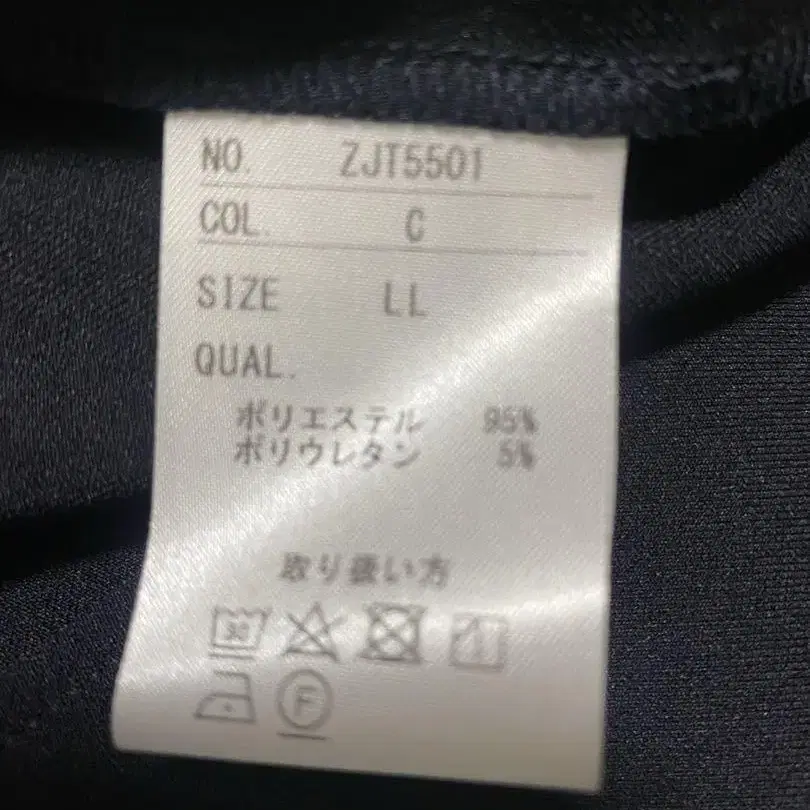 NO. ZJT5501
COL. C
SIZE LL
QUAL.
ポリエステル 95%
ポリウレタン 5%
取り扱い方
30
F